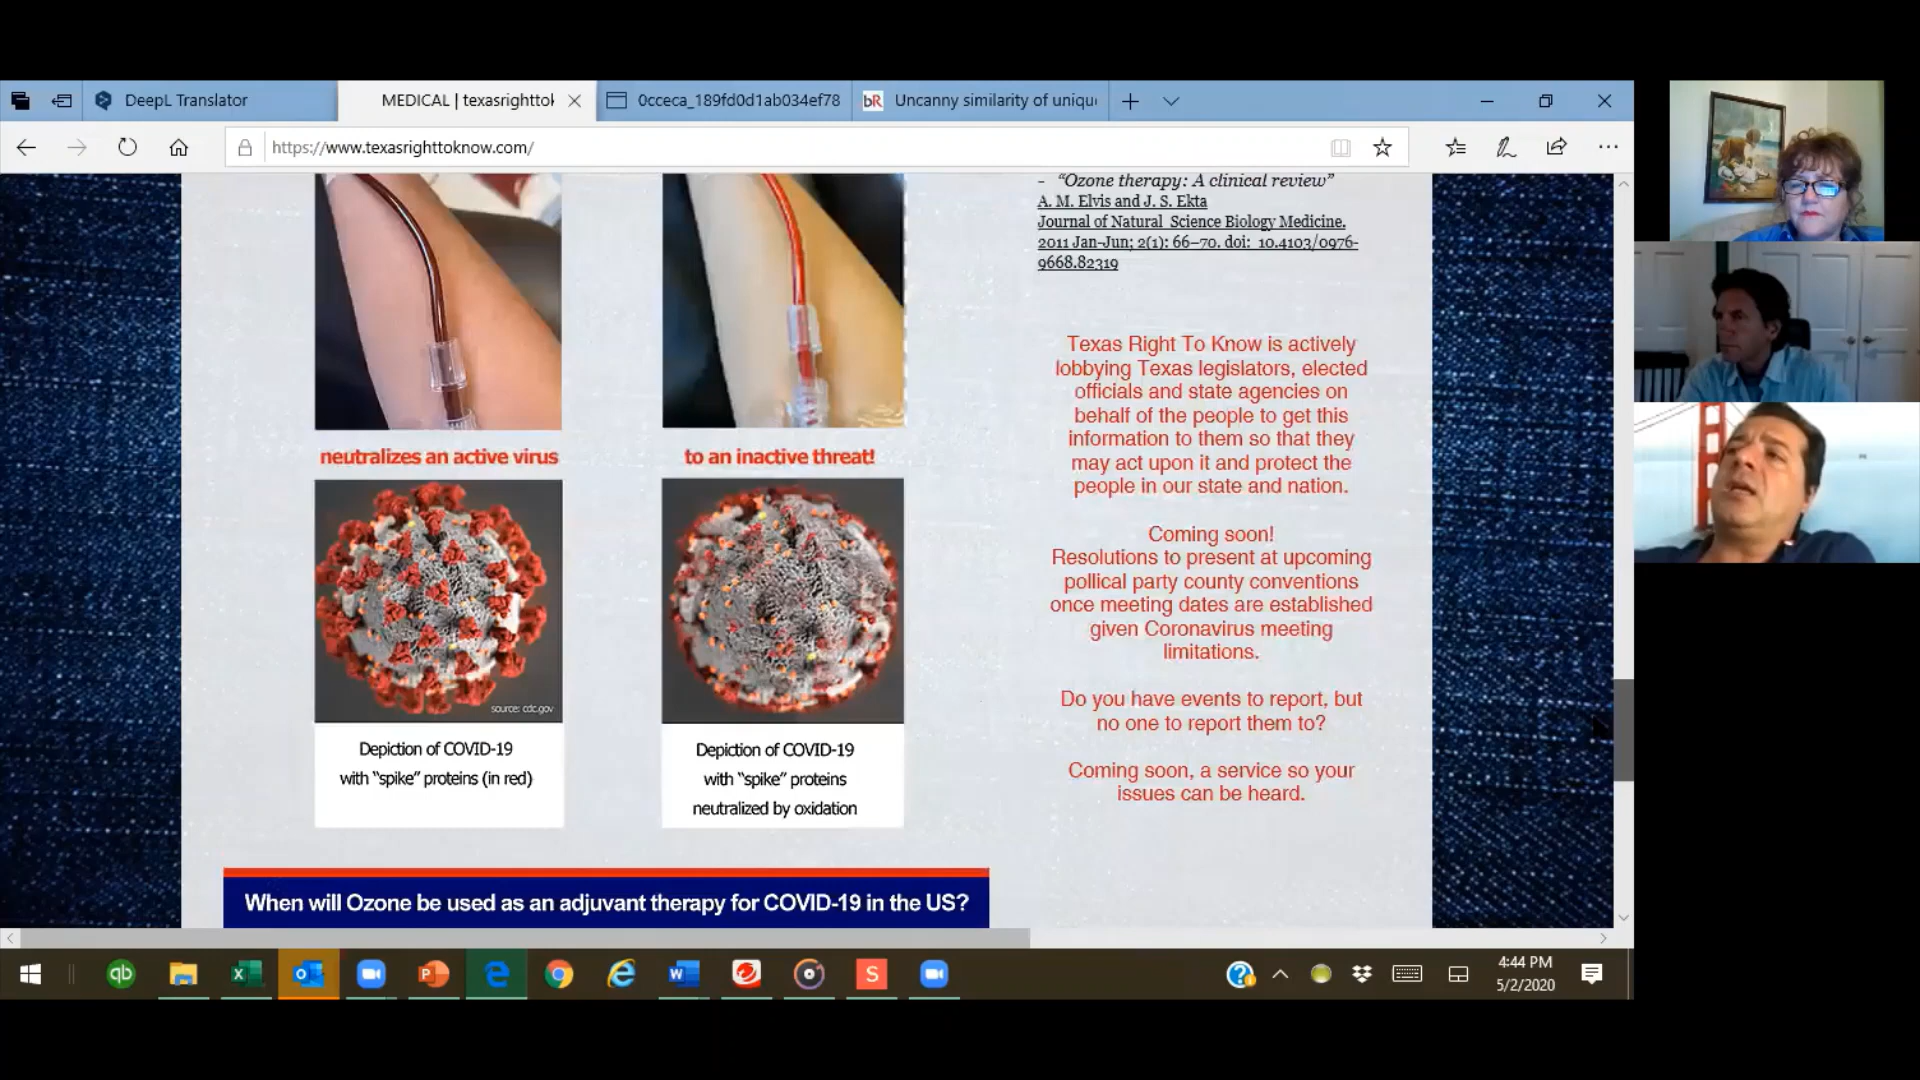 DeepL Translator
MEDICAL | texasrighttok
0cceca_189fd0d1ab034ef78
bR
Uncanny similarity of uniqu
https://www.texasrighttoknow.com/
neutralizes an active virus
to an inactive threat!
source: cdc.gov
Depiction of COVID-19
with "spike" proteins (in red)
Depiction of COVID-19
with "spike" proteins
neutralized by oxidation
When will Ozone be used as an adjuvant therapy for COVID-19 in the US?
- "Ozone therapy: A clinical review"
A. M. Elvis and J. S. Ekta
Journal of Natural Science Biology Medicine.
2011 Jan-Jun; 2(1): 66–70. doi: 10.4103/0976-
9668.82319
Texas Right To Know is actively
lobbying Texas legislators, elected
officials and state agencies on
behalf of the people to get this
information to them so that they
may act upon it and protect the
people in our state and nation.
Coming soon!
Resolutions to present at upcoming
pollical party county conventions
once meeting dates are established
given Coronavirus meeting
limitations.
Do you have events to report, but
no one to report them to?
Coming soon, a service so your
issues can be heard.
qb
S
4:44 PM
5/2/2020